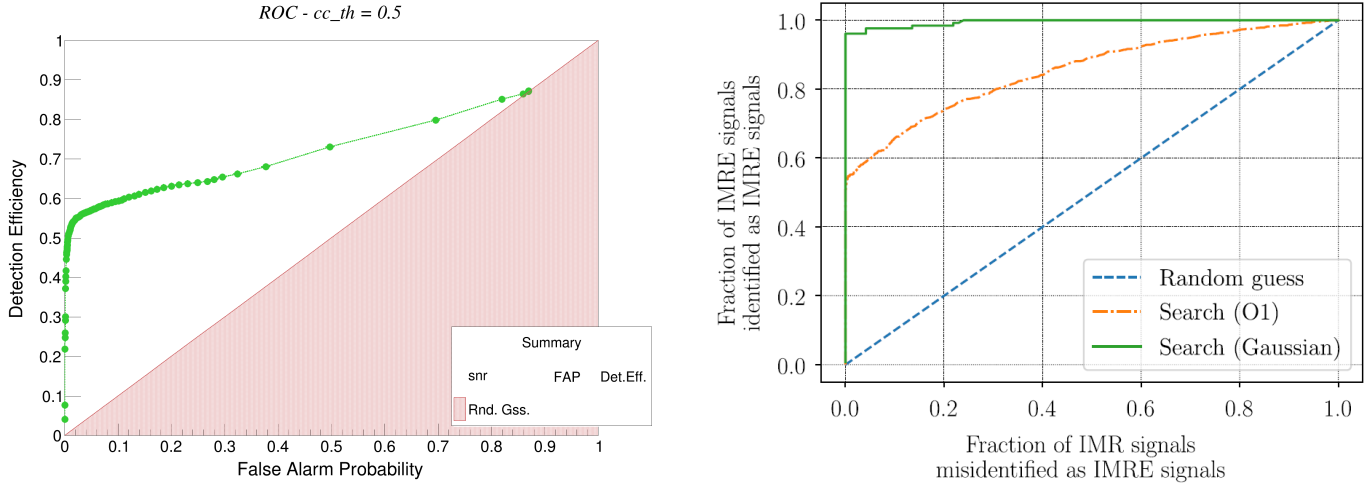 ROC - cc_th = 0.5
1
0.9
0.8
0.7
0.6
0.5
0.4
0.3
0.2
0.1
0
Detection Efficiency
0 0.1 0.2 0.3 0.4 0.5 0.6 0.7 0.8 0.9 1
False Alarm Probability
Summary
snr FAP Det.Eff.
Rnd. Gss.
1.0
0.8
0.6
0.4
0.2
0.0
Fraction of IMRE signals
identified as IMRE signals
Random guess
Search (O1)
Search (Gaussian)
0.0 0.2 0.4 0.6 0.8 1.0
Fraction of IMR signals
misidentified as IMRE signals